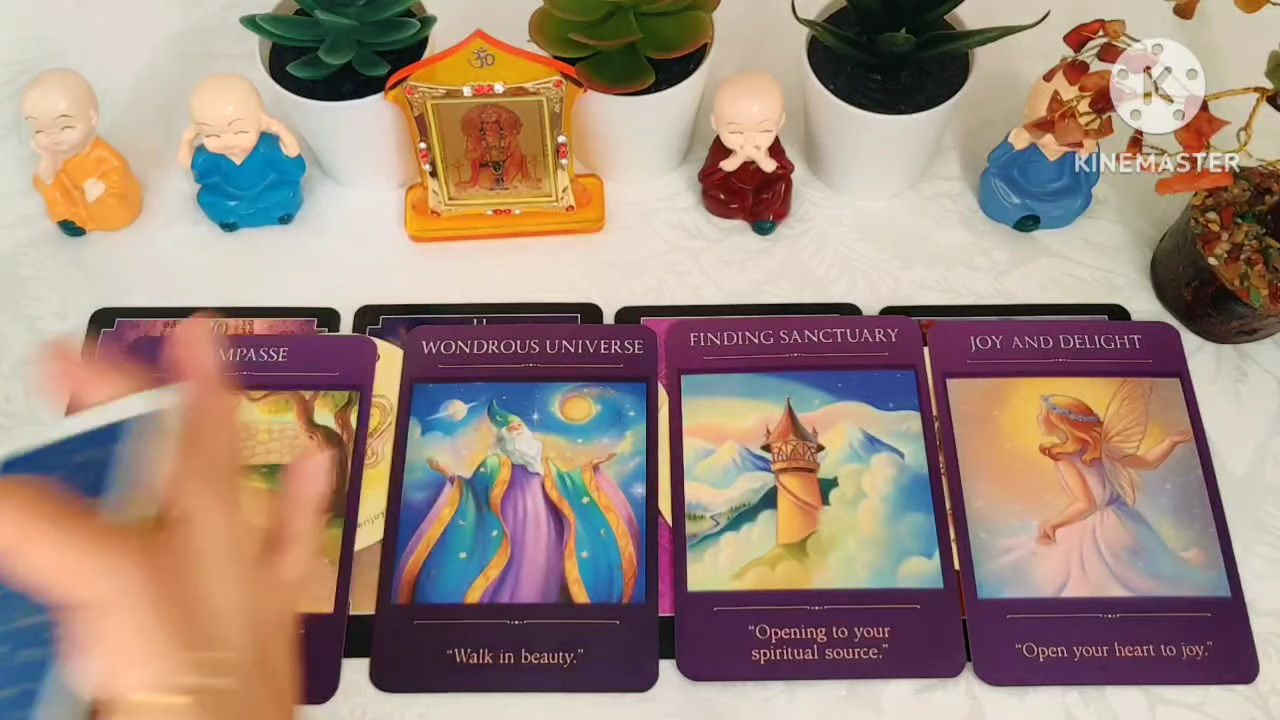 ॐ
K
KINEMASTER
IMPASSE
WONDROUS UNIVERSE
FINDING SANCTUARY
JOY AND DELIGHT
"Walk in beauty."
"Opening to your
spiritual source."
"Open your heart to joy."